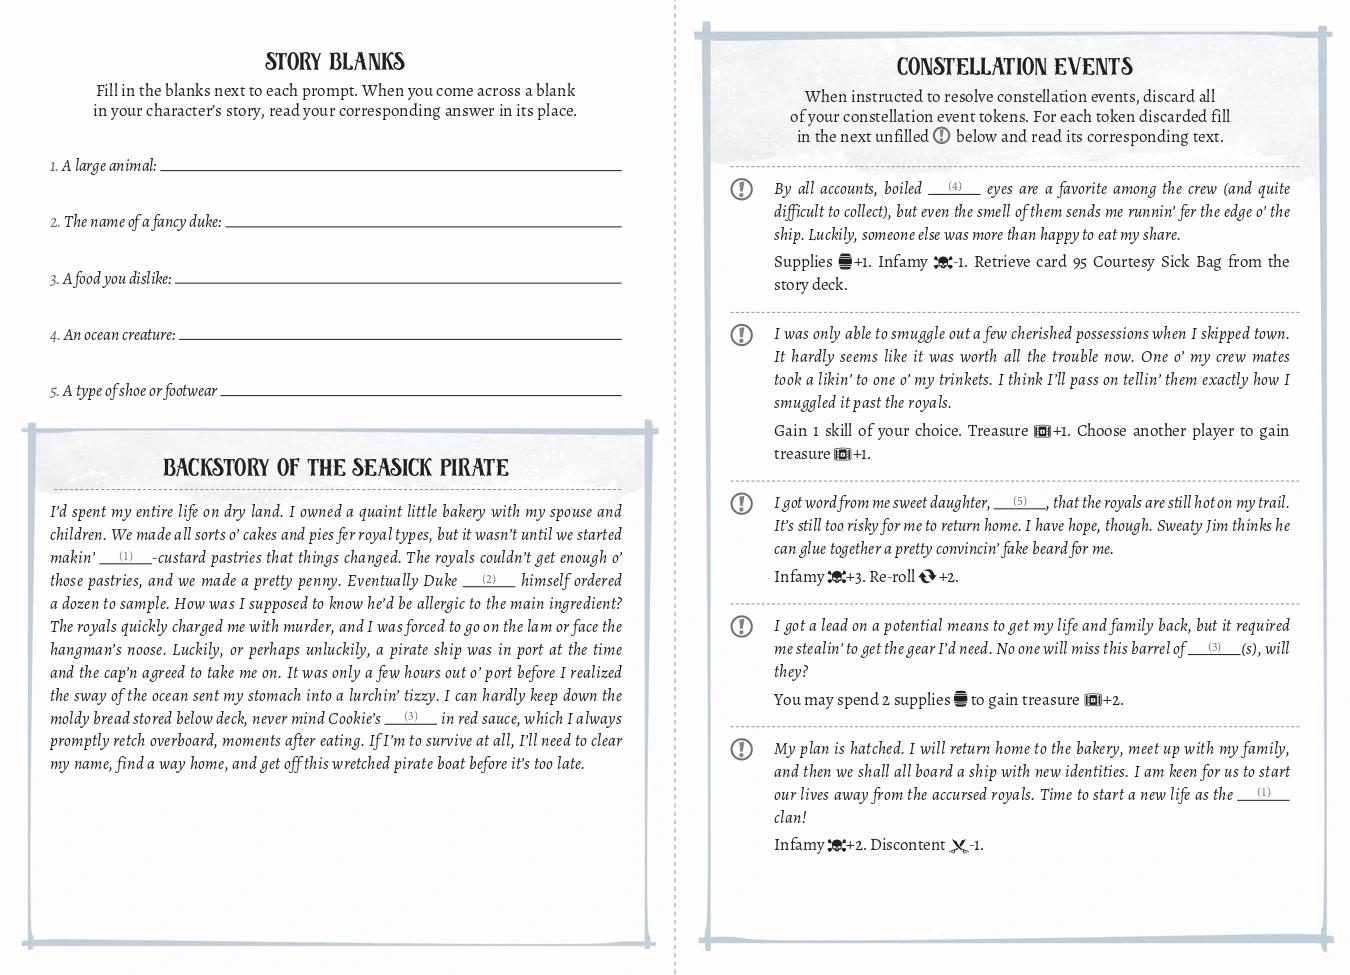 STORY BLANKS
Fill in the blanks next to each prompt. When you come across a blank
in your character's story, read your corresponding answer in its place.
1. A large animal:
2. The name of a fancy duke:
3. A food you dislike:
4. An ocean creature:
5. A type of shoe or footwear
BACKSTORY OF THE SEASICK PIRATE
I'd spent my entire life on dry land. I owned a quaint little bakery with my spouse and
children. We made all sorts o' cakes and pies fer royal types, but it wasn't until we started
makin' (1)-custard pastries that things changed. The royals couldn't get enough o'
those pastries, and we made a pretty penny. Eventually Duke (2) himself ordered
a dozen to sample. How was I supposed to know he'd be allergic to the main ingredient?
The royals quickly charged me with murder, and I was forced to go on the lam or face the
hangman's noose. Luckily, or perhaps unluckily, a pirate ship was in port at the time
and the cap'n agreed to take me on. It was only a few hours out o' port before I realized
the sway of the ocean sent my stomach into a lurchin' tizzy. I can hardly keep down the
moldy bread stored below deck, never mind Cookie's (3) in red sauce, which I always
promptly retch overboard, moments after eating. If I'm to survive at all, I'll need to clear
my name, find a way home, and get off this wretched pirate boat before it's too late.
CONSTELLATION EVENTS
When instructed to resolve constellation events, discard all
of your constellation event tokens. For each token discarded fill
in the next unfilled ! below and read its corresponding text.
! By all accounts, boiled (4) eyes are a favorite among the crew (and quite
difficult to collect), but even the smell of them sends me runnin' fer the edge o' the
ship. Luckily, someone else was more than happy to eat my share.
Supplies +1. Infamy -1. Retrieve card 95 Courtesy Sick Bag from the
story deck.
! I was only able to smuggle out a few cherished possessions when I skipped town.
It hardly seems like it was worth all the trouble now. One o' my crew mates
took a likin' to one o' my trinkets. I think I'll pass on tellin' them exactly how I
smuggled it past the royals.
Gain 1 skill of your choice. Treasure +1. Choose another player to gain
treasure +1.
! I got word from me sweet daughter, (5), that the royals are still hot on my trail.
It's still too risky for me to return home. I have hope, though. Sweaty Jim thinks he
can glue together a pretty convincin' fake beard for me.
Infamy +3. Re-roll +2.
! I got a lead on a potential means to get my life and family back, but it required
me stealin' to get the gear I'd need. No one will miss this barrel of (3)(s), will
they?
You may spend 2 supplies to gain treasure +2.
! My plan is hatched. I will return home to the bakery, meet up with my family,
and then we shall all board a ship with new identities. I am keen for us to start
our lives away from the accursed royals. Time to start a new life as the (1)
clan!
Infamy +2. Discontent -1.